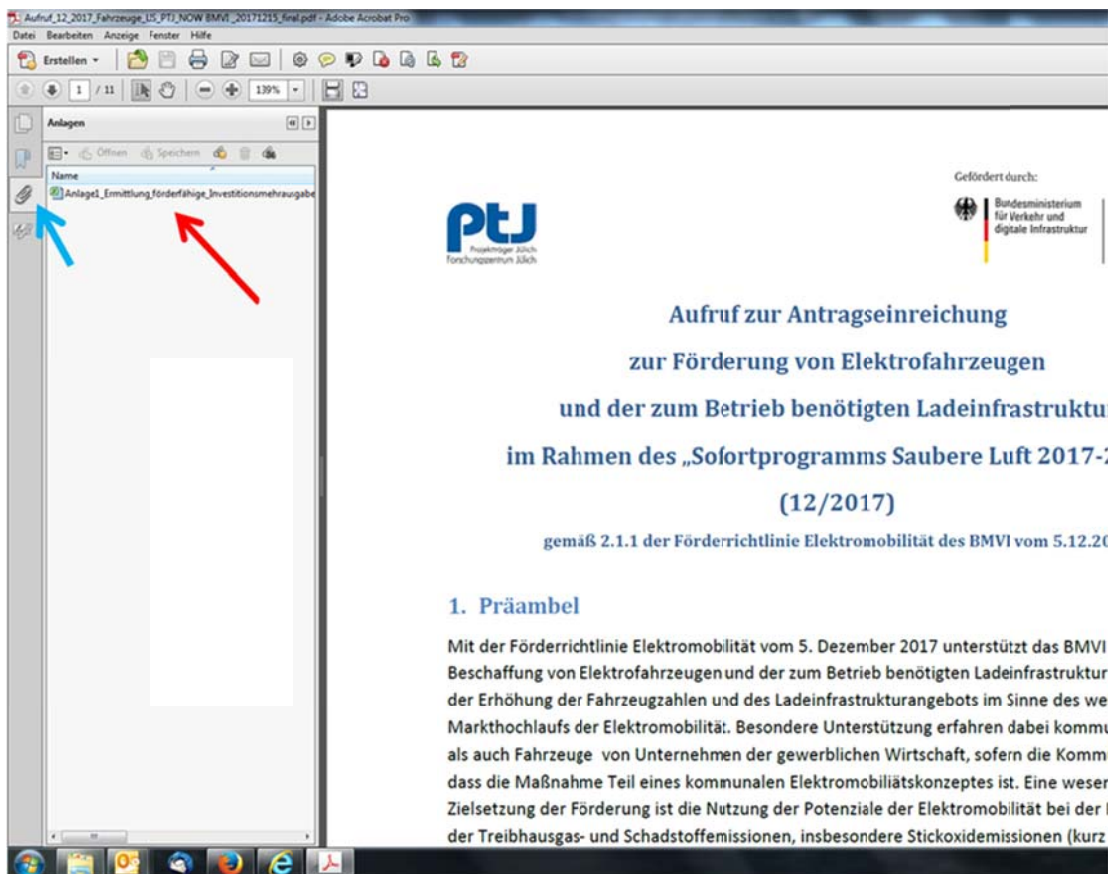 Aufruf_12_2017_Fahrzeuge_LIS_PTJ_NOW BMVI _20171215_final.pdf - Adobe Acrobat Pro
Datei Bearbeiten Anzeige Fenster Hilfe
Erstellen
1 / 11 139%
Anlagen
Öffnen Speichern
Name
Anlage1_Ermittlung_förderfähige_Investitionsmehrausgabe
ptJ
Projektträger Jülich
Forschungszentrum Jülich
Gefördert durch:
Bundesministerium
für Verkehr und
digitale Infrastruktur
Aufruf zur Antragseinreichung
zur Förderung von Elektrofahrzeugen
und der zum Betrieb benötigten Ladeinfrastruktu
im Rahmen des „Sofortprogramms Saubere Luft 2017-2
(12/2017)
gemäß 2.1.1 der Förderrichtlinie Elektromobilität des BMVI vom 5.12.20
1. Präambel
Mit der Förderrichtlinie Elektromobilität vom 5. Dezember 2017 unterstützt das BMVI
Beschaffung von Elektrofahrzeugen und der zum Betrieb benötigten Ladeinfrastruktur
der Erhöhung der Fahrzeugzahlen und des Ladeinfrastrukturangebots im Sinne des we
Markthochlaufs der Elektromobilität. Besondere Unterstützung erfahren dabei kommu
als auch Fahrzeuge von Unternehmen der gewerblichen Wirtschaft, sofern die Komm
dass die Maßnahme Teil eines kommunalen Elektromobiliätskonzeptes ist. Eine weser
Zielsetzung der Förderung ist die Nutzung der Potenziale der Elektromobilität bei der
der Treibhausgas- und Schadstoffemissionen, insbesondere Stickoxidemissionen (kurz